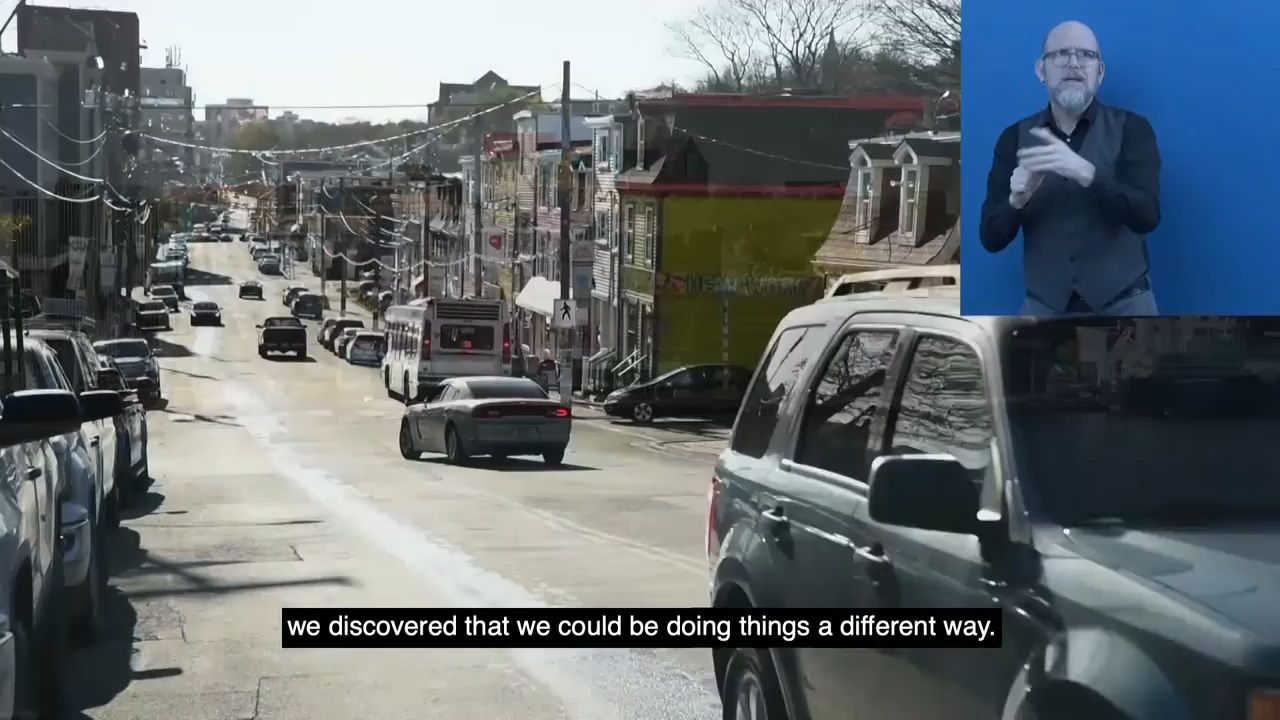 we discovered that we could be doing things a different way.